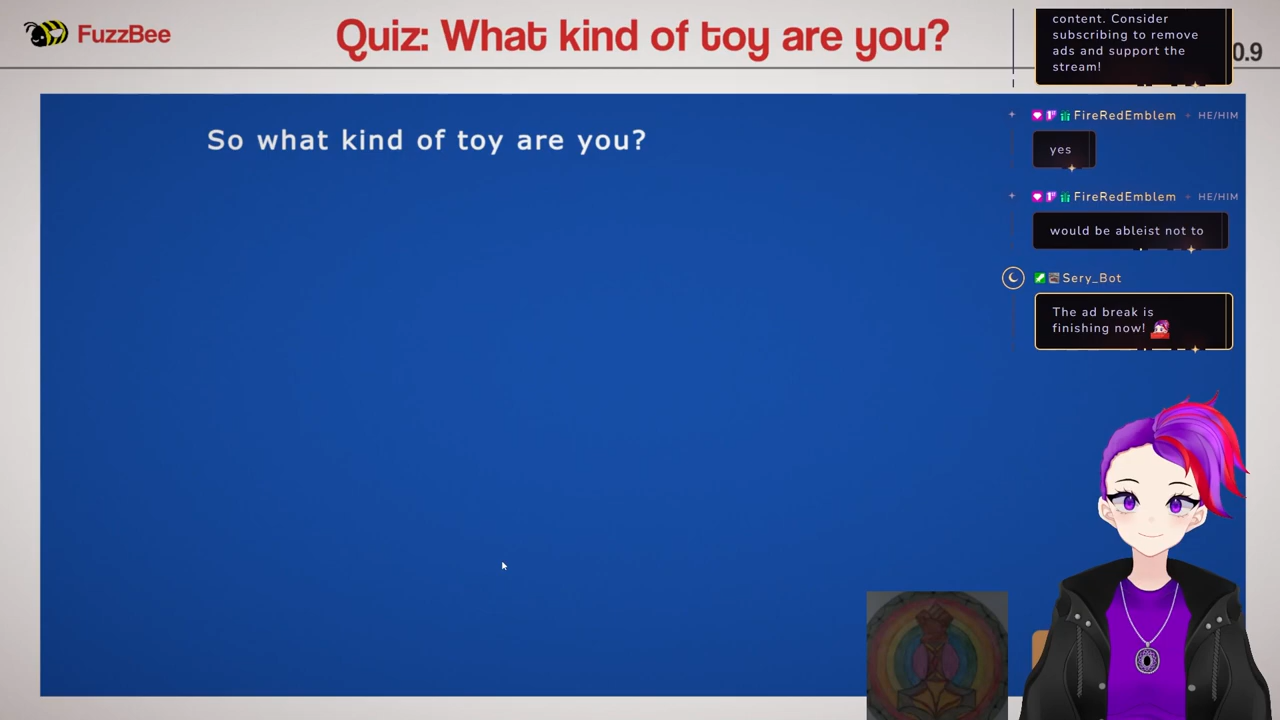 FuzzBee
Quiz: What kind of toy are you?
0.9
So what kind of toy are you?
content. Consider
subscribing to remove
ads and support the
stream!
FireRedEmblem HE/HIM
yes
FireRedEmblem HE/HIM
would be ableist not to
Sery_Bot
The ad break is
finishing now!